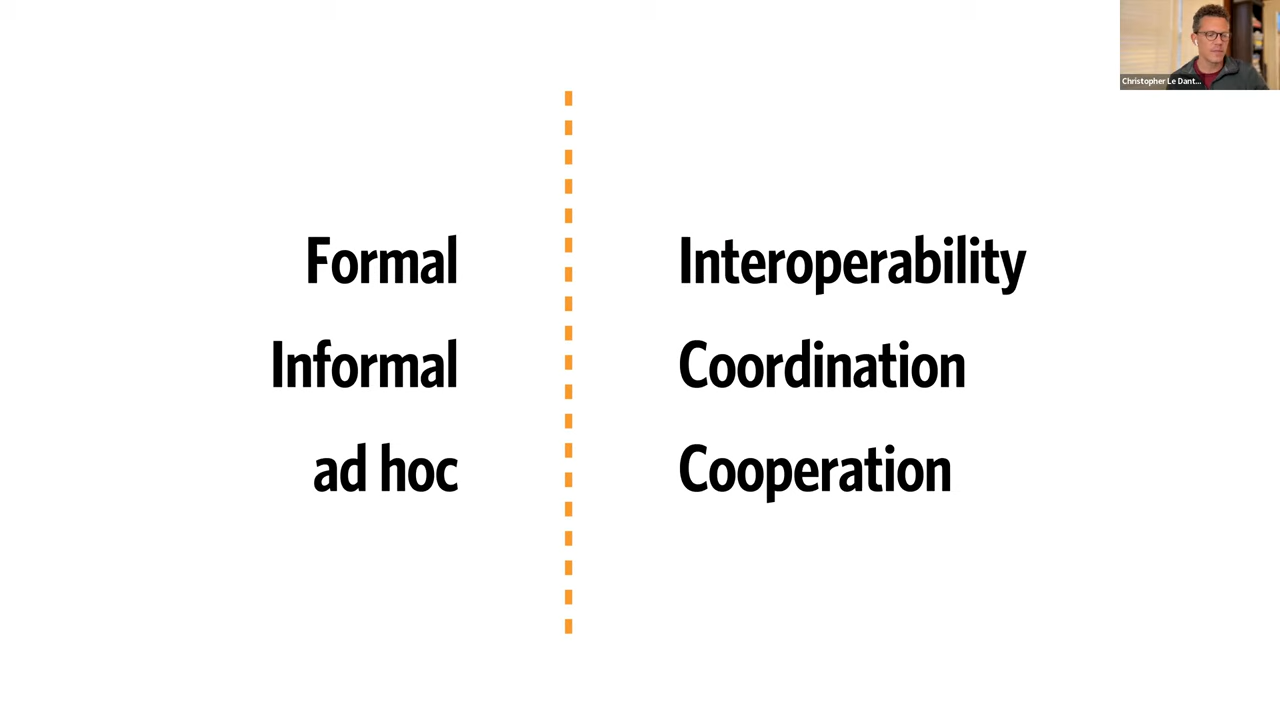 Christopher Le Dant...
Formal
Interoperability
Informal
Coordination
ad hoc
Cooperation